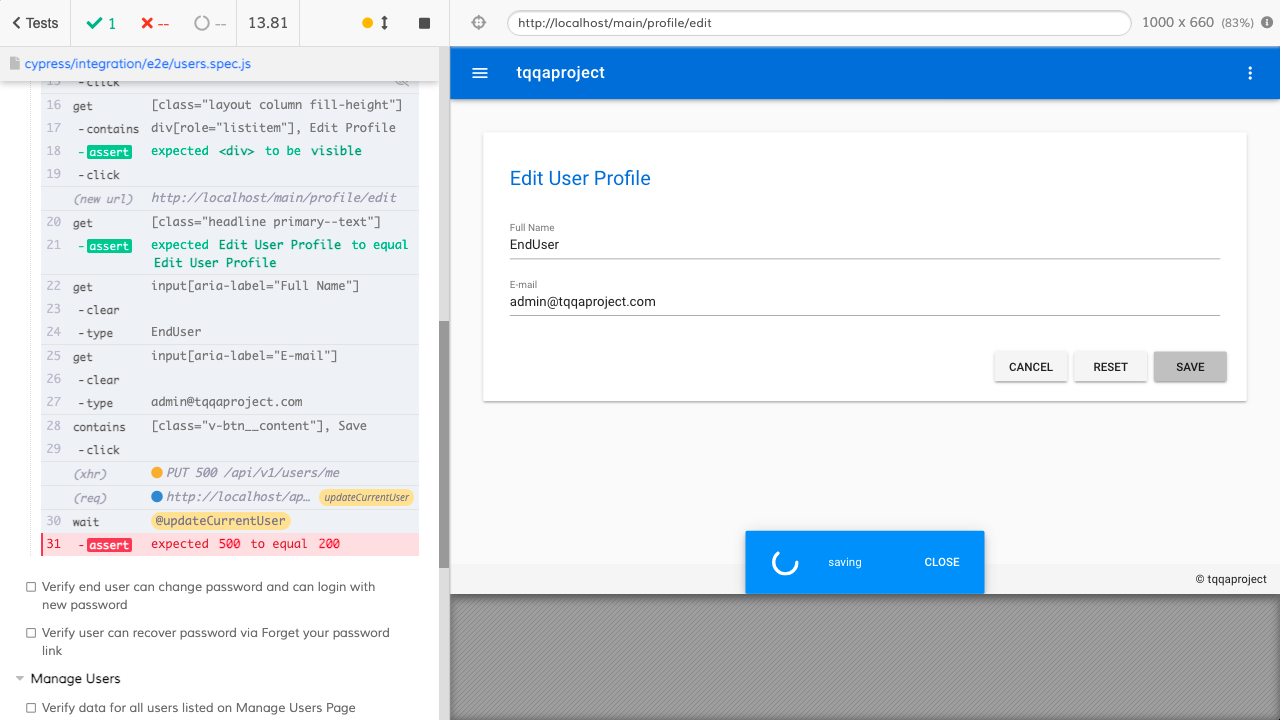 Tests
1
--
--
13.81
http://localhost/main/profile/edit
1000 x 660 (83%)
cypress/integration/e2e/users.spec.js
15 -click
16 get [class="layout column fill-height"]
17 -contains div[role="listitem"], Edit Profile
18 -assert expected <div> to be visible
19 -click
(new url) http://localhost/main/profile/edit
20 get [class="headline primary--text"]
21 -assert expected Edit User Profile to equal
Edit User Profile
22 get input[aria-label="Full Name"]
23 -clear
24 -type EndUser
25 get input[aria-label="E-mail"]
26 -clear
27 -type admin@tqqaproject.com
28 contains [class="v-btn__content"], Save
29 -click
(xhr) PUT 500 /api/v1/users/me
(req) http://localhost/ap... updateCurrentUser
30 wait @updateCurrentUser
31 -assert expected 500 to equal 200
Verify end user can change password and can login with
new password
Verify user can recover password via Forget your password
link
Manage Users
Verify data for all users listed on Manage Users Page
tqqaproject
Edit User Profile
Full Name
EndUser
E-mail
admin@tqqaproject.com
CANCEL RESET SAVE
saving CLOSE
© tqqaproject